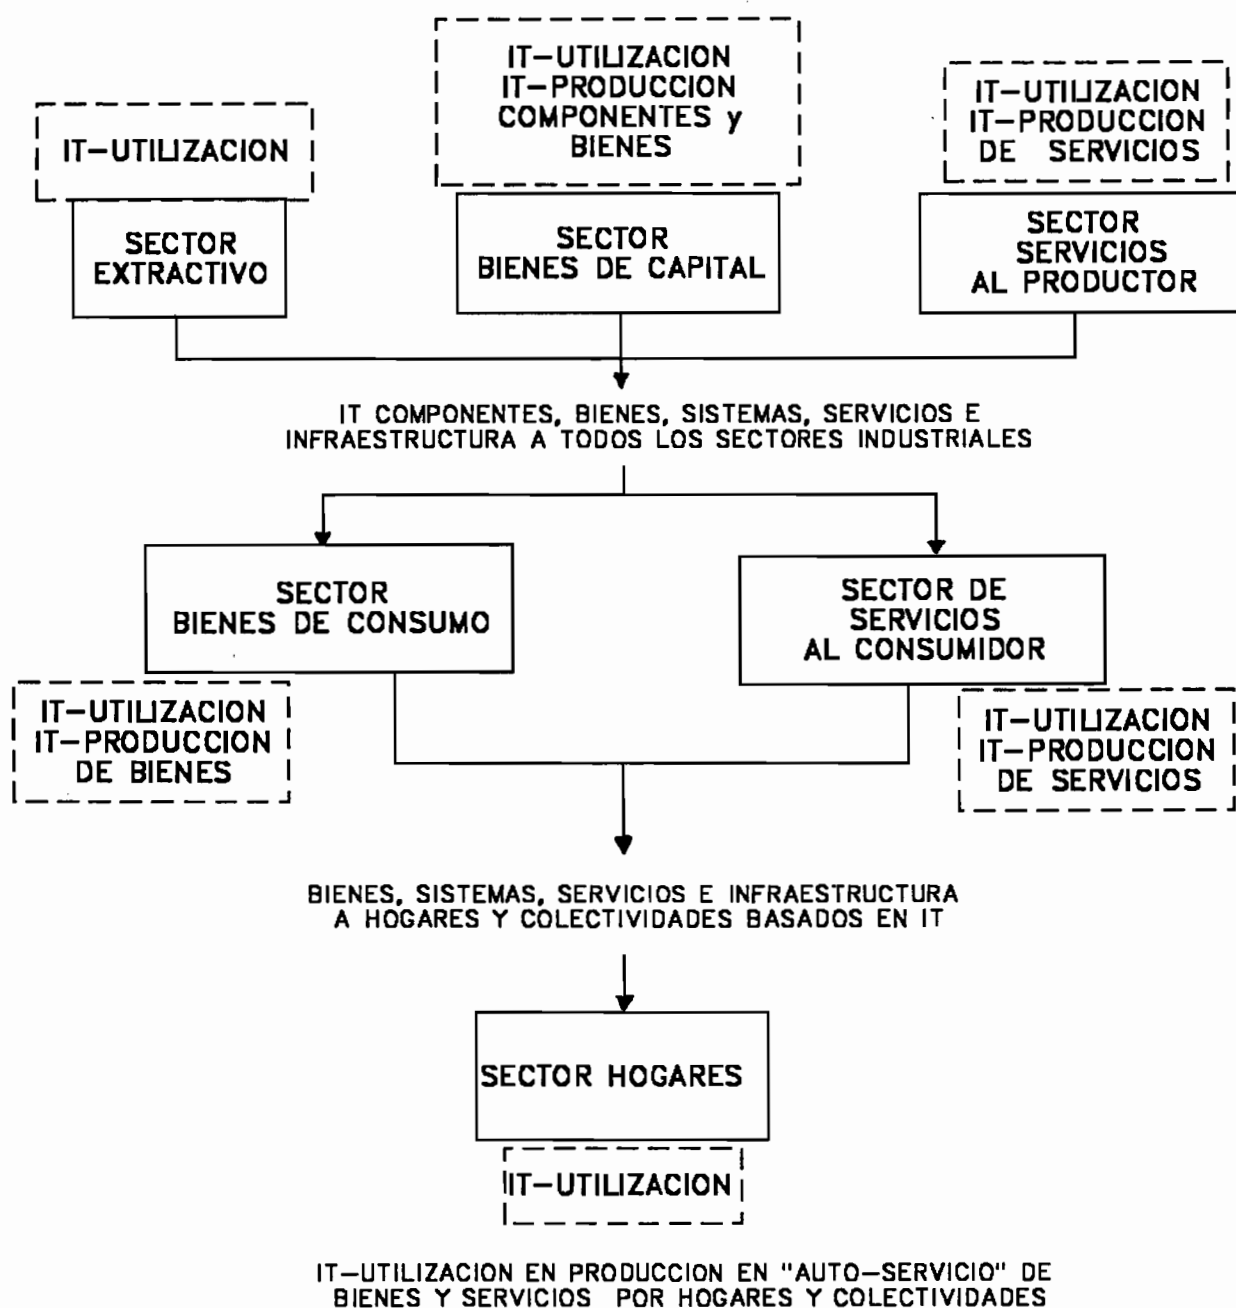 IT-UTILIZACION
IT-UTILIZACION
IT-PRODUCCION
COMPONENTES y
BIENES
IT-UTILIZACION
IT-PRODUCCION
DE SERVICIOS
SECTOR
EXTRACTIVO
SECTOR
BIENES DE CAPITAL
SECTOR
SERVICIOS
AL PRODUCTOR
IT COMPONENTES, BIENES, SISTEMAS, SERVICIOS E
INFRAESTRUCTURA A TODOS LOS SECTORES INDUSTRIALES
SECTOR
BIENES DE CONSUMO
SECTOR DE
SERVICIOS
AL CONSUMIDOR
IT-UTILIZACION
IT-PRODUCCION
DE BIENES
IT-UTILIZACION
IT-PRODUCCION
DE SERVICIOS
BIENES, SISTEMAS, SERVICIOS E INFRAESTRUCTURA
A HOGARES Y COLECTIVIDADES BASADOS EN IT
SECTOR HOGARES
IT-UTILIZACION
IT-UTILIZACION EN PRODUCCION EN "AUTO-SERVICIO" DE
BIENES Y SERVICIOS POR HOGARES Y COLECTIVIDADES